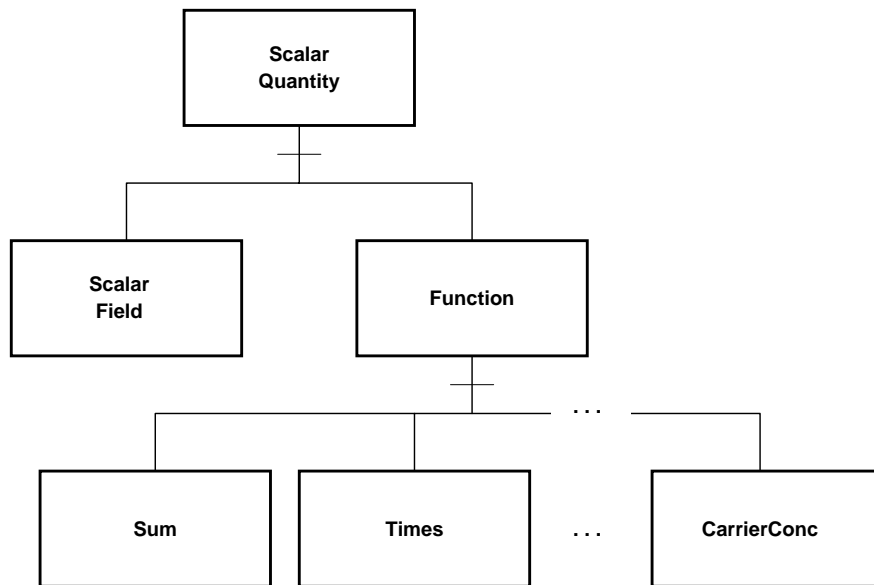 Scalar
Quantity
Scalar
Field
Function
. . .
Sum
Times
. . .
CarrierConc